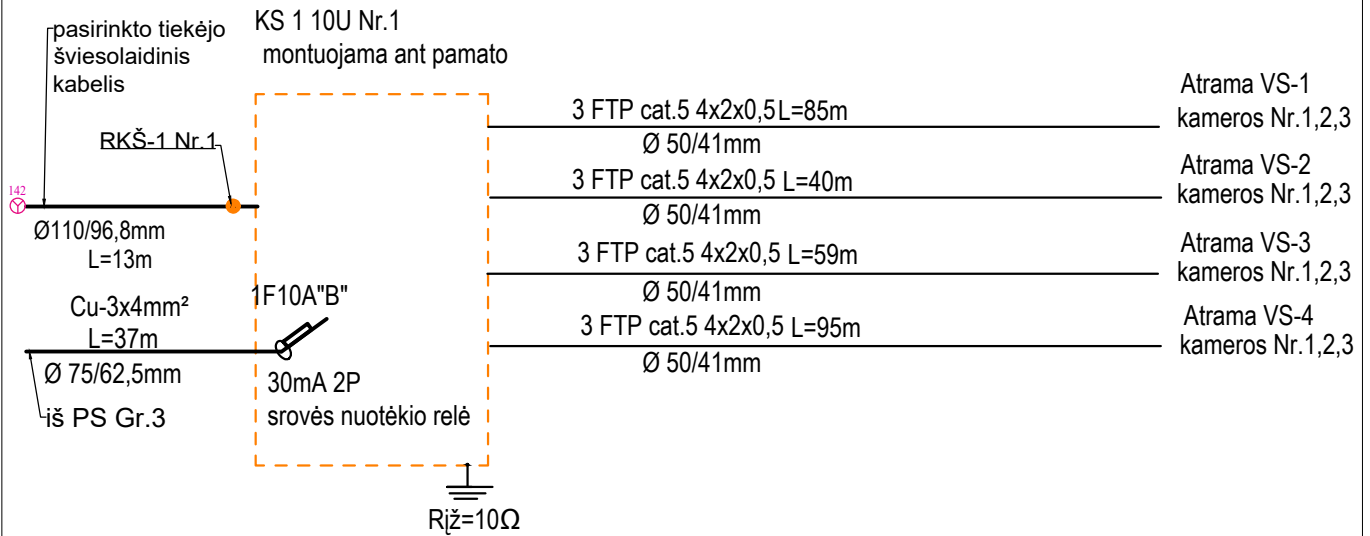 pasirinkto tiekėjo
šviesolaidinis
kabelis
KS 1 10U Nr.1
montuojama ant pamato
RKŠ-1 Nr.1
142
Ø110/96,8mm
L=13m
Cu-3x4mm²
L=37m
Ø 75/62,5mm
iš PS Gr.3
1F10A"B"
30mA 2P
srovės nuotėkio relė
Rįž=10Ω
3 FTP cat.5 4x2x0,5 L=85m
Ø 50/41mm
Atrama VS-1
kameros Nr.1,2,3
3 FTP cat.5 4x2x0,5 L=40m
Ø 50/41mm
Atrama VS-2
kameros Nr.1,2,3
3 FTP cat.5 4x2x0,5 L=59m
Ø 50/41mm
Atrama VS-3
kameros Nr.1,2,3
3 FTP cat.5 4x2x0,5 L=95m
Ø 50/41mm
Atrama VS-4
kameros Nr.1,2,3